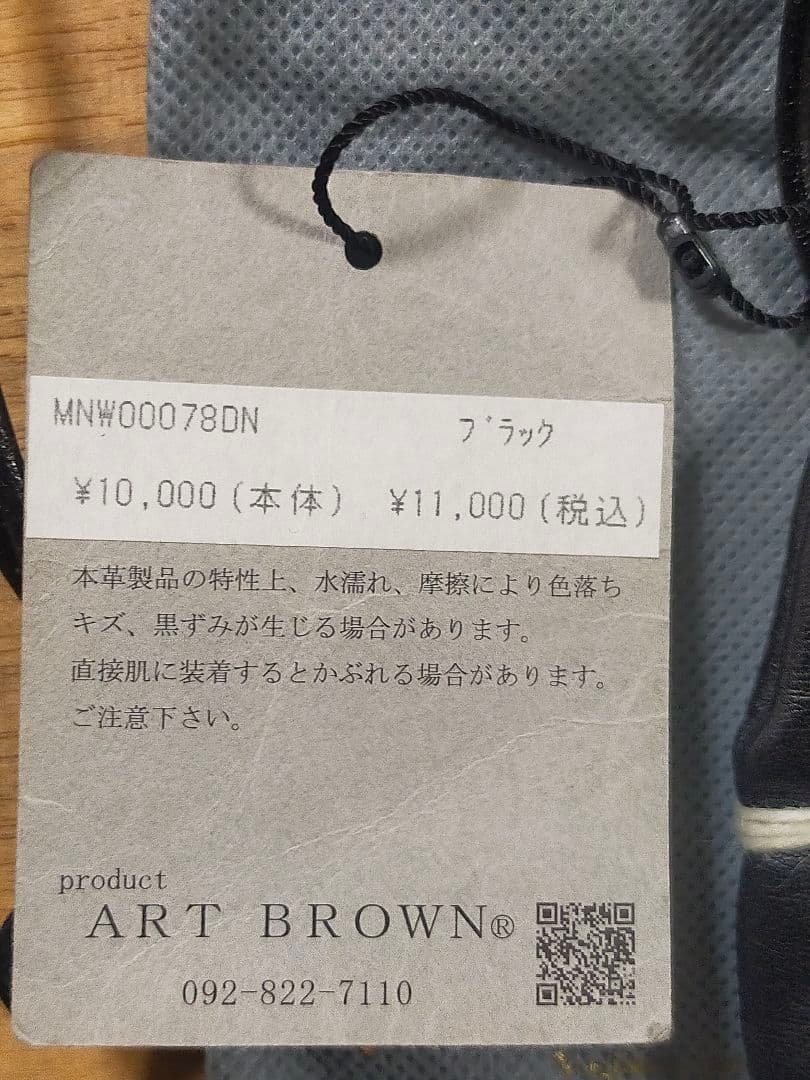 MNW00078DN ﾌﾞﾗｯｸ
¥10,000(本体) ¥11,000(税込)
本革製品の特性上、水濡れ、摩擦により色落ち
キズ、黒ずみが生じる場合があります。
直接肌に装着するとかぶれる場合があります。
ご注意下さい。
product
ART BROWN®
092-822-7110